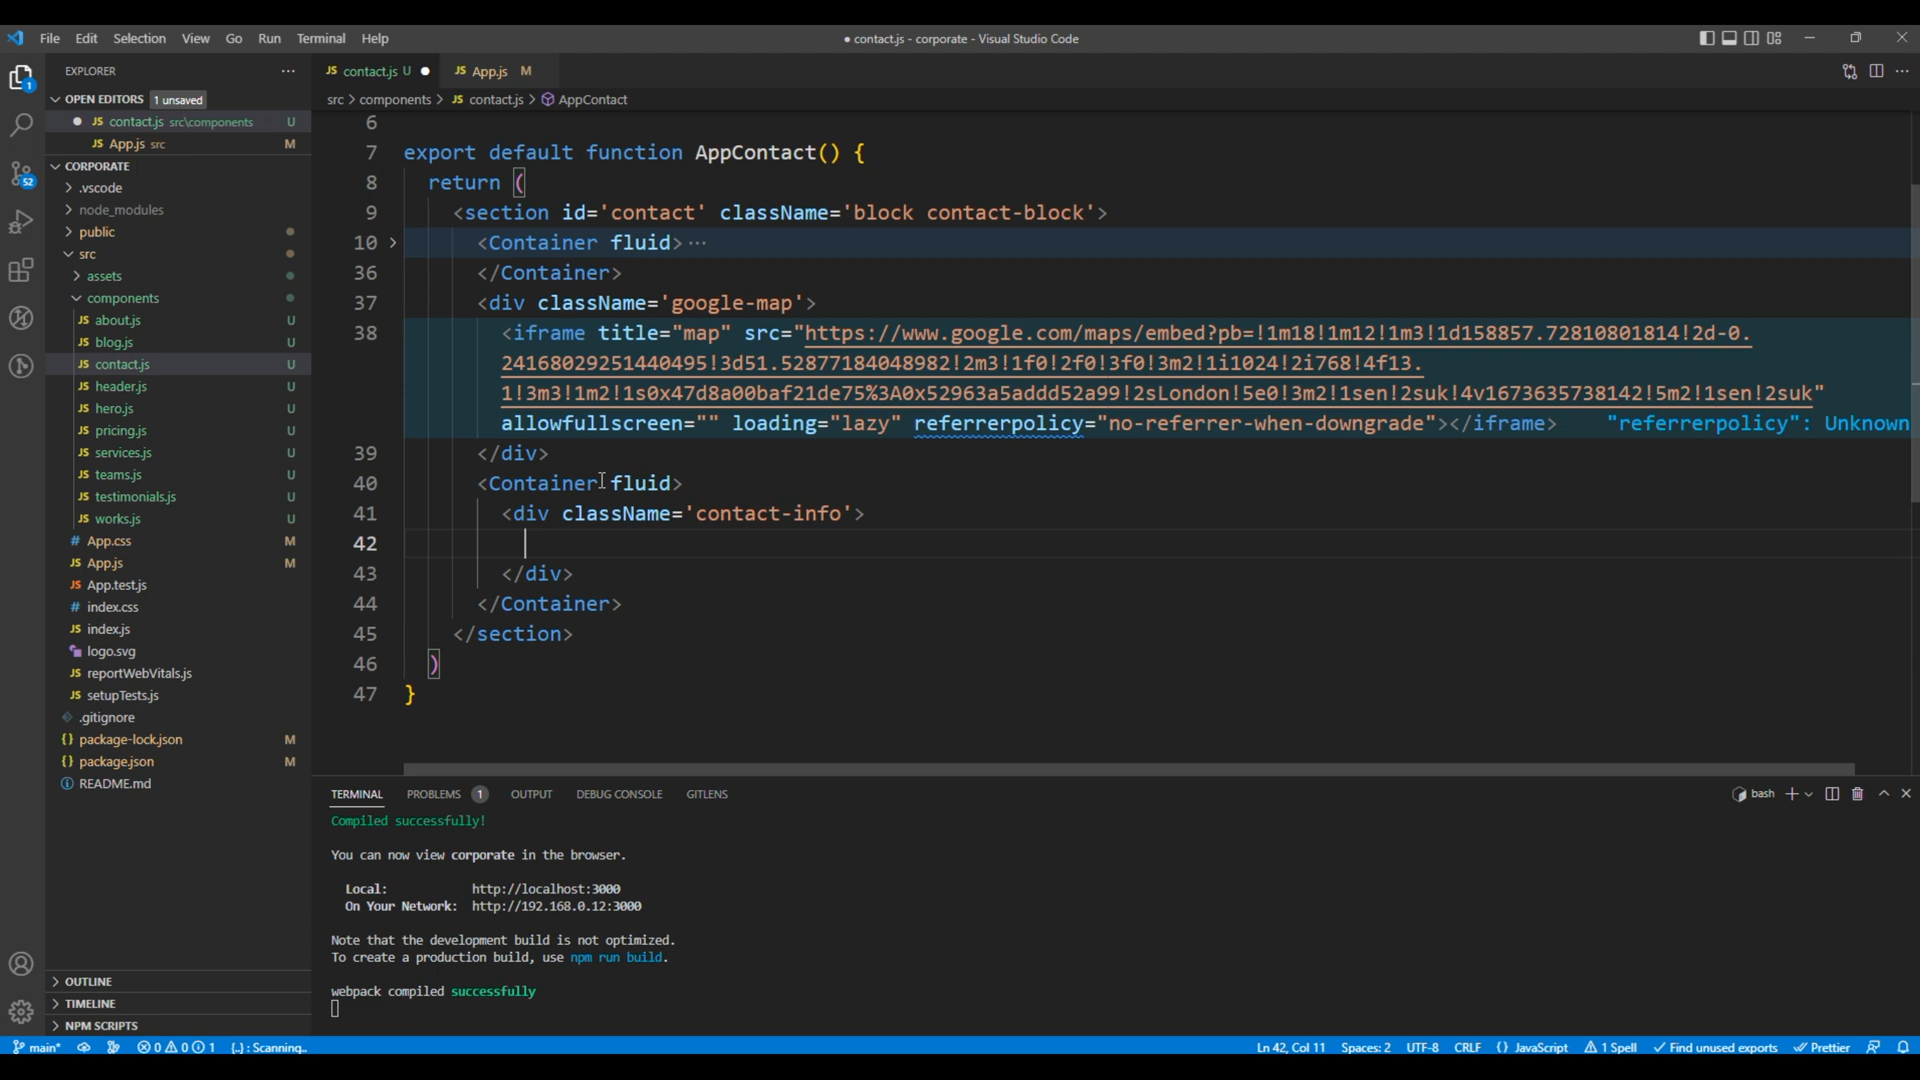 File Edit Selection View Go Run Terminal Help
● contact.js - corporate - Visual Studio Code
EXPLORER ···
OPEN EDITORS 1 unsaved
● JS contact.js src\components U
JS App.js src M
CORPORATE
.vscode
node_modules
public
src
assets
components
JS about.js U
JS blog.js U
JS contact.js U
JS header.js U
JS hero.js U
JS pricing.js U
JS services.js U
JS teams.js U
JS testimonials.js U
JS works.js U
# App.css M
JS App.js M
JS App.test.js
# index.css
JS index.js
logo.svg
JS reportWebVitals.js
JS setupTests.js
.gitignore
{} package-lock.json M
{} package.json M
README.md
OUTLINE
TIMELINE
NPM SCRIPTS
1
52
JS contact.js U ● JS App.js M
src > components > JS contact.js > AppContact
6
7 export default function AppContact() {
8 return (
9 <section id='contact' className='block contact-block'>
10 <Container fluid> ···
36 </Container>
37 <div className='google-map'>
38 <iframe title="map" src="https://www.google.com/maps/embed?pb=!1m18!1m12!1m3!1d158857.72810801814!2d-0.
24168029251440495!3d51.52877184048982!2m3!1f0!2f0!3f0!3m2!1i1024!2i768!4f13.
1!3m3!1m2!1s0x47d8a00baf21de75%3A0x52963a5addd52a99!2sLondon!5e0!3m2!1sen!2suk!4v1673635738142!5m2!1sen!2suk"
allowfullscreen="" loading="lazy" referrerpolicy="no-referrer-when-downgrade"></iframe> "referrerpolicy": Unknown
39 </div>
40 <Container fluid>
41 <div className='contact-info'>
42
43 </div>
44 </Container>
45 </section>
46 )
47 }
TERMINAL PROBLEMS 1 OUTPUT DEBUG CONSOLE GITLENS
bash
Compiled successfully!
You can now view corporate in the browser.
Local: http://localhost:3000
On Your Network: http://192.168.0.12:3000
Note that the development build is not optimized.
To create a production build, use npm run build.
webpack compiled successfully
main* 0 0 1 {..} : Scanning..
Ln 42, Col 11 Spaces: 2 UTF-8 CRLF {} JavaScript 1 Spell Find unused exports Prettier